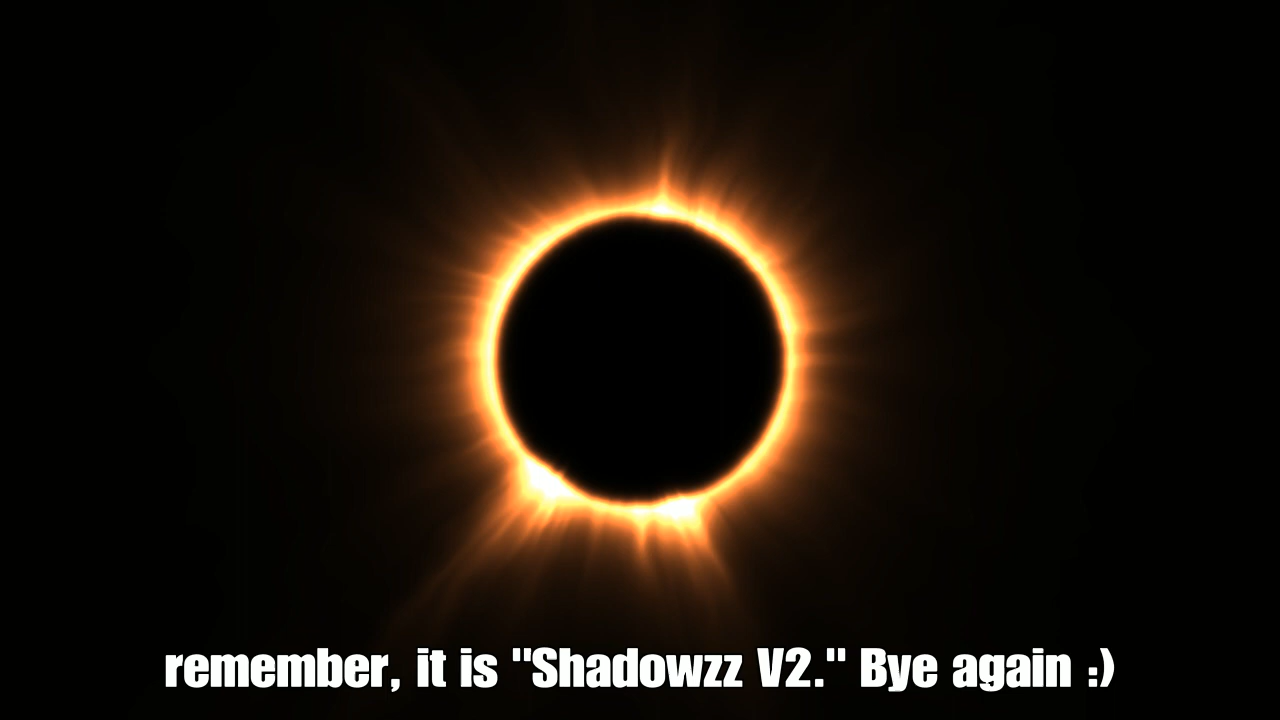 remember, it is "Shadowzz V2." Bye again :)